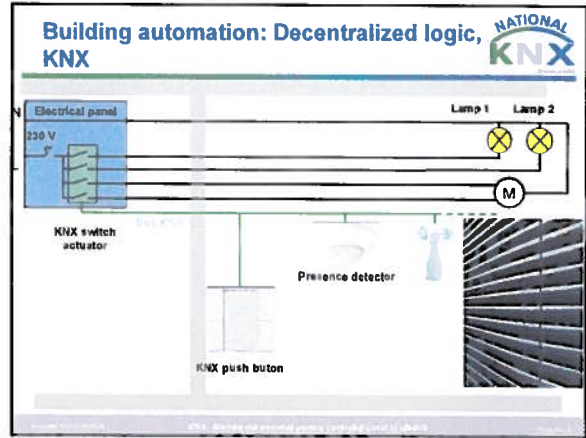 Building automation: Decentralized logic,
KNX
NATIONAL
KNX
N
Electrical panel
Lamp 1
Lamp 2
230 V
M
KNX switch
actuator
Presence detector
KNX push buton